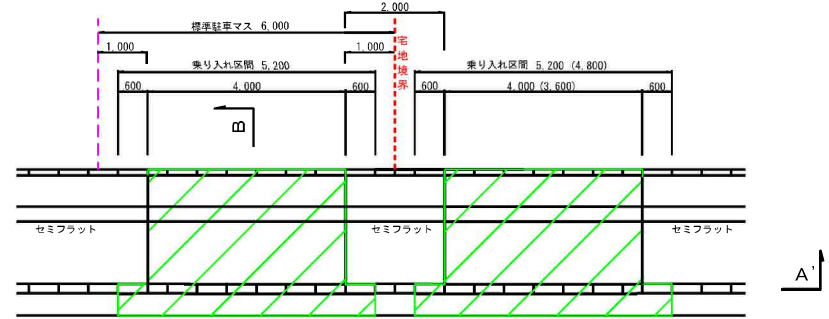 2,000
標準駐車マス 6,000
1,000
1,000
宅地境界
乗り入れ区間 5,200
乗り入れ区間 5,200 (4,800)
600
4,000
600
600
4,000 (3,600)
600
B
セミフラット
セミフラット
セミフラット
A'